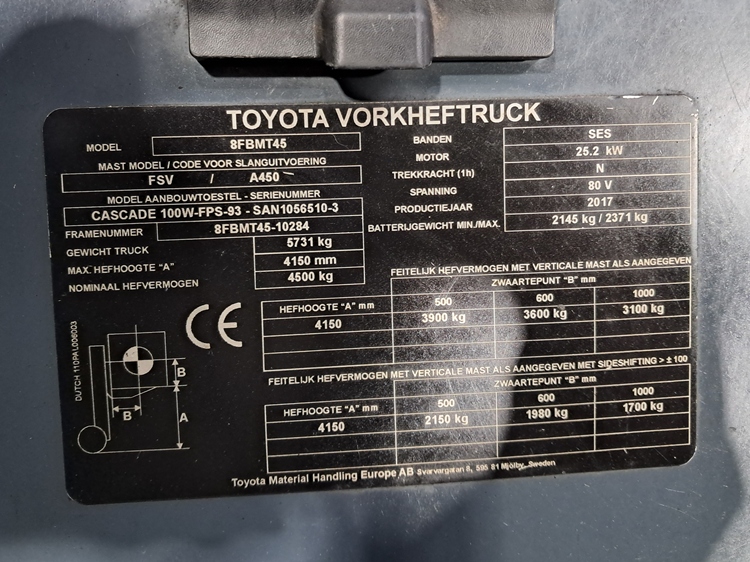 TOYOTA VORKHEFTRUCK
MODEL 8FBMT45
MAST MODEL / CODE VOOR SLANGUITVOERING
FSV / A450
MODEL AANBOUWTOESTEL - SERIENUMMER
CASCADE 100W-FPS-93 - SAN1056510-3
FRAMENUMMER 8FBMT45-10284
GEWICHT TRUCK 5731 kg
MAX. HEFHOOGTE "A" 4150 mm
NOMINAAL HEFVERMOGEN 4500 kg
BANDEN SES
MOTOR 25.2 kW
TREKKRACHT (1h) N
SPANNING 80 V
PRODUCTIEJAAR 2017
BATTERIJGEWICHT MIN./MAX. 2145 kg / 2371 kg
FEITELIJK HEFVERMOGEN MET VERTICALE MAST ALS AANGEGEVEN
HEFHOOGTE "A" mm ZWAARTEPUNT "B" mm
500 600 1000
4150 3900 kg 3600 kg 3100 kg
FEITELIJK HEFVERMOGEN MET VERTICALE MAST ALS AANGEGEVEN MET SIDESHIFTING > ± 100
HEFHOOGTE "A" mm ZWAARTEPUNT "B" mm
500 600 1000
4150 2150 kg 1980 kg 1700 kg
CE
DUTCH 110PAL006003
B
B
A
Toyota Material Handling Europe AB Svarvargatan 8, 595 81 Mjölby, Sweden